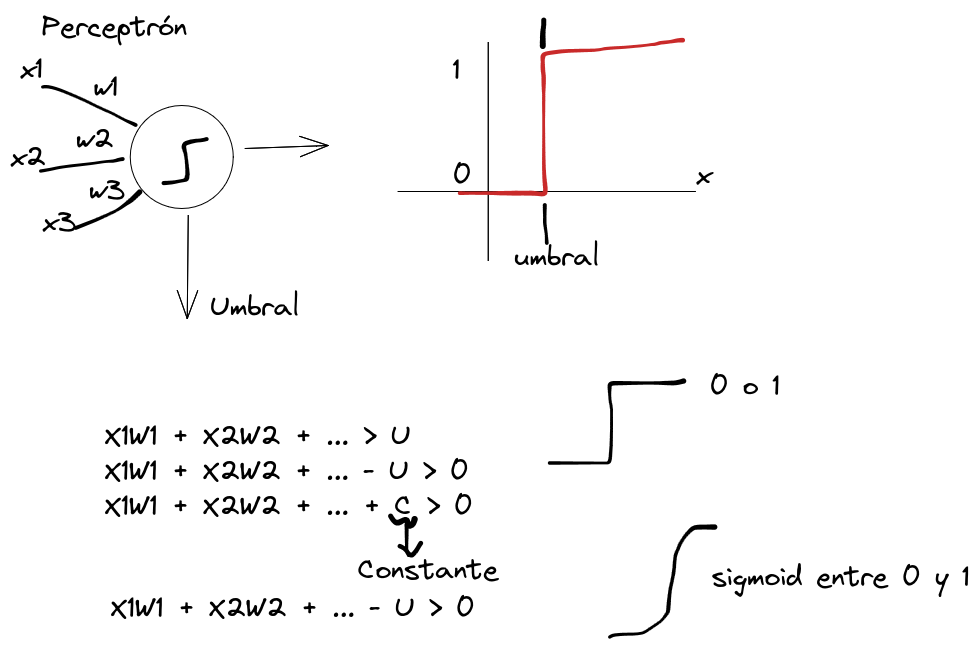 Perceptrón
x1
w1
x2
w2
x3
w3
Umbral
1
0
x
umbral
0 o 1
X1W1 + X2W2 + ... > U
X1W1 + X2W2 + ... - U > 0
X1W1 + X2W2 + ... + C > 0
Constante
X1W1 + X2W2 + ... - U > 0
sigmoid entre 0 y 1